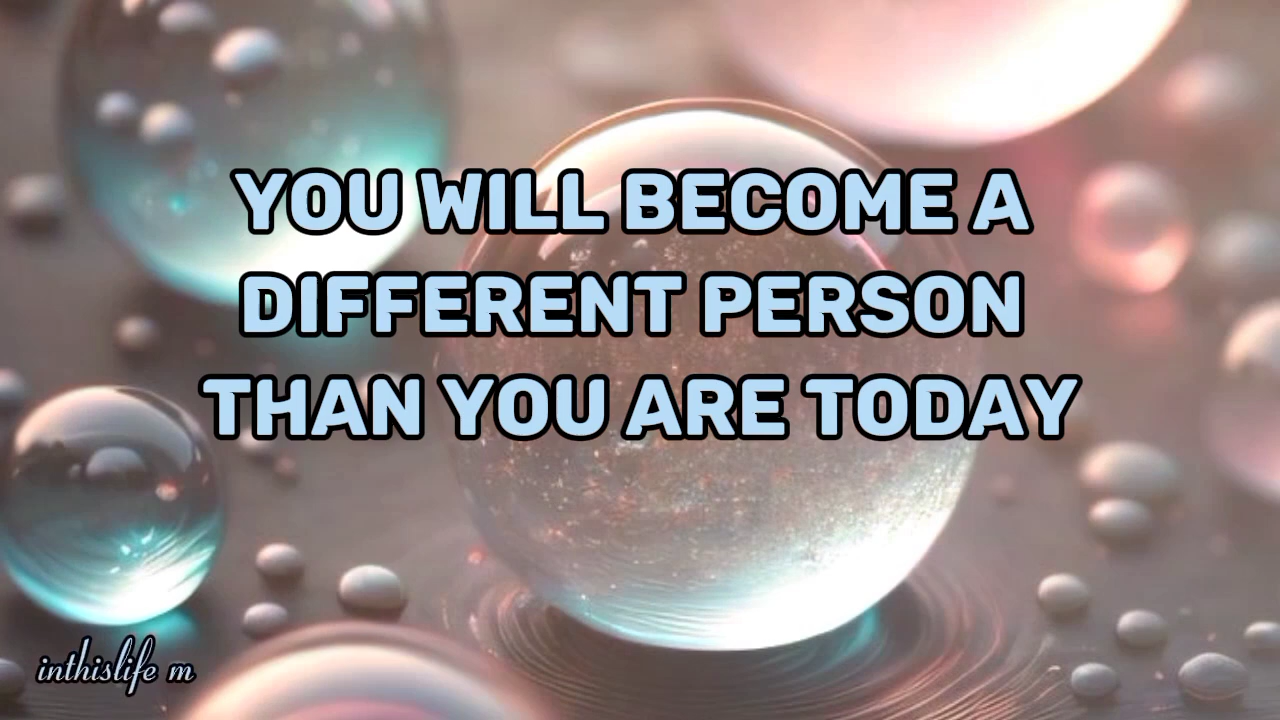 YOU WILL BECOME A
DIFFERENT PERSON
THAN YOU ARE TODAY
inthislife m